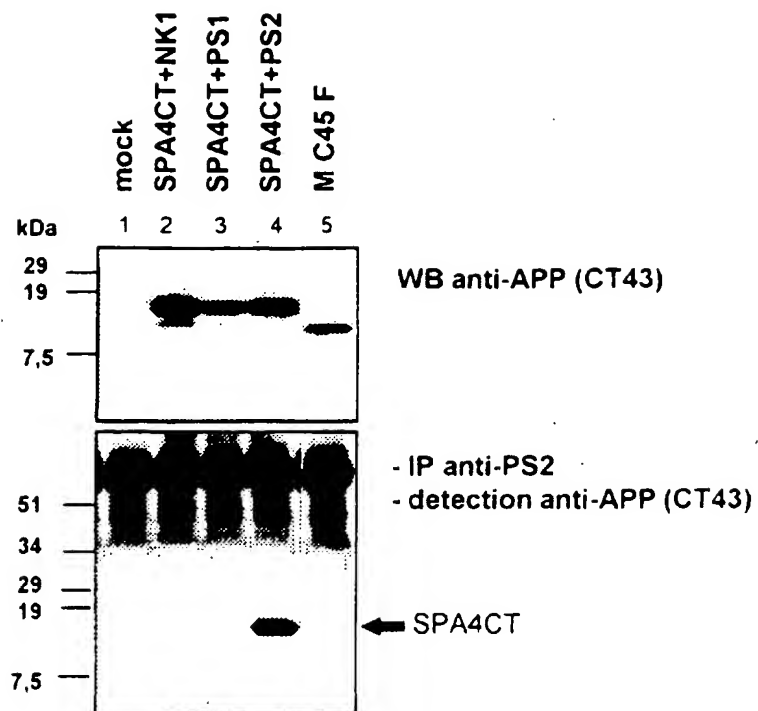 mock
SPA4CT+NK1
SPA4CT+PS1
SPA4CT+PS2
M C45 F
kDa 1 2 3 4 5
29
19
7,5
WB anti-APP (CT43)
- IP anti-PS2
- detection anti-APP (CT43)
51
34
29
19
7,5
SPA4CT